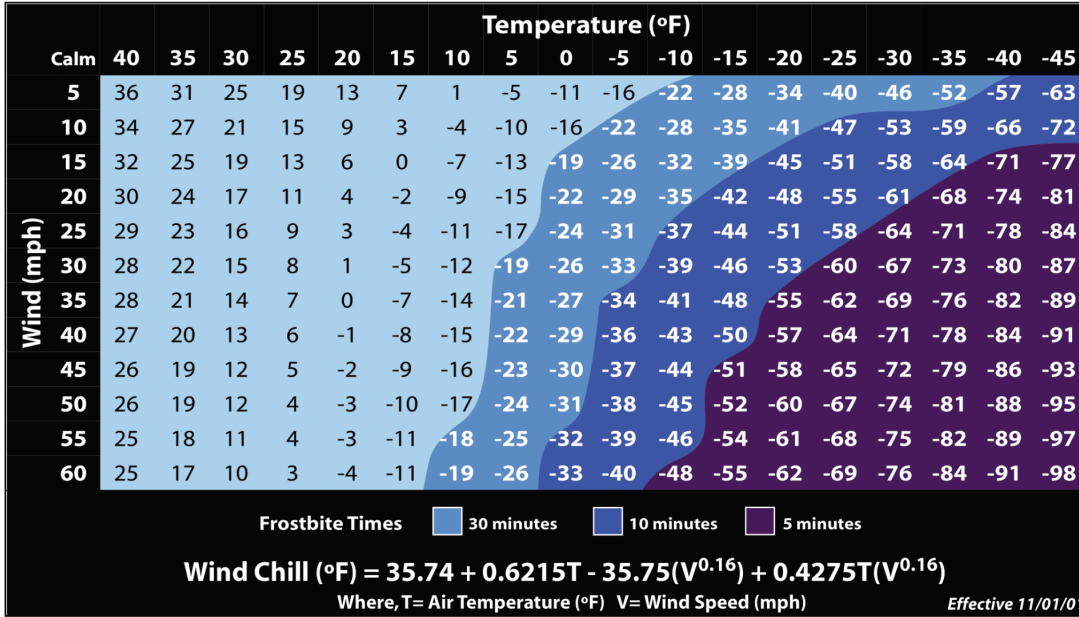 Temperature (ºF)
Calm 40 35 30 25 20 15 10 5 0 -5 -10 -15 -20 -25 -30 -35 -40 -45
Wind (mph)
5 36 31 25 19 13 7 1 -5 -11 -16 -22 -28 -34 -40 -46 -52 -57 -63
10 34 27 21 15 9 3 -4 -10 -16 -22 -28 -35 -41 -47 -53 -59 -66 -72
15 32 25 19 13 6 0 -7 -13 -19 -26 -32 -39 -45 -51 -58 -64 -71 -77
20 30 24 17 11 4 -2 -9 -15 -22 -29 -35 -42 -48 -55 -61 -68 -74 -81
25 29 23 16 9 3 -4 -11 -17 -24 -31 -37 -44 -51 -58 -64 -71 -78 -84
30 28 22 15 8 1 -5 -12 -19 -26 -33 -39 -46 -53 -60 -67 -73 -80 -87
35 28 21 14 7 0 -7 -14 -21 -27 -34 -41 -48 -55 -62 -69 -76 -82 -89
40 27 20 13 6 -1 -8 -15 -22 -29 -36 -43 -50 -57 -64 -71 -78 -84 -91
45 26 19 12 5 -2 -9 -16 -23 -30 -37 -44 -51 -58 -65 -72 -79 -86 -93
50 26 19 12 4 -3 -10 -17 -24 -31 -38 -45 -52 -60 -67 -74 -81 -88 -95
55 25 18 11 4 -3 -11 -18 -25 -32 -39 -46 -54 -61 -68 -75 -82 -89 -97
60 25 17 10 3 -4 -11 -19 -26 -33 -40 -48 -55 -62 -69 -76 -84 -91 -98
Frostbite Times 30 minutes 10 minutes 5 minutes
Wind Chill (ºF) = 35.74 + 0.6215T - 35.75(V^0.16) + 0.4275T(V^0.16)
Where, T= Air Temperature (ºF) V= Wind Speed (mph)
Effective 11/01/01